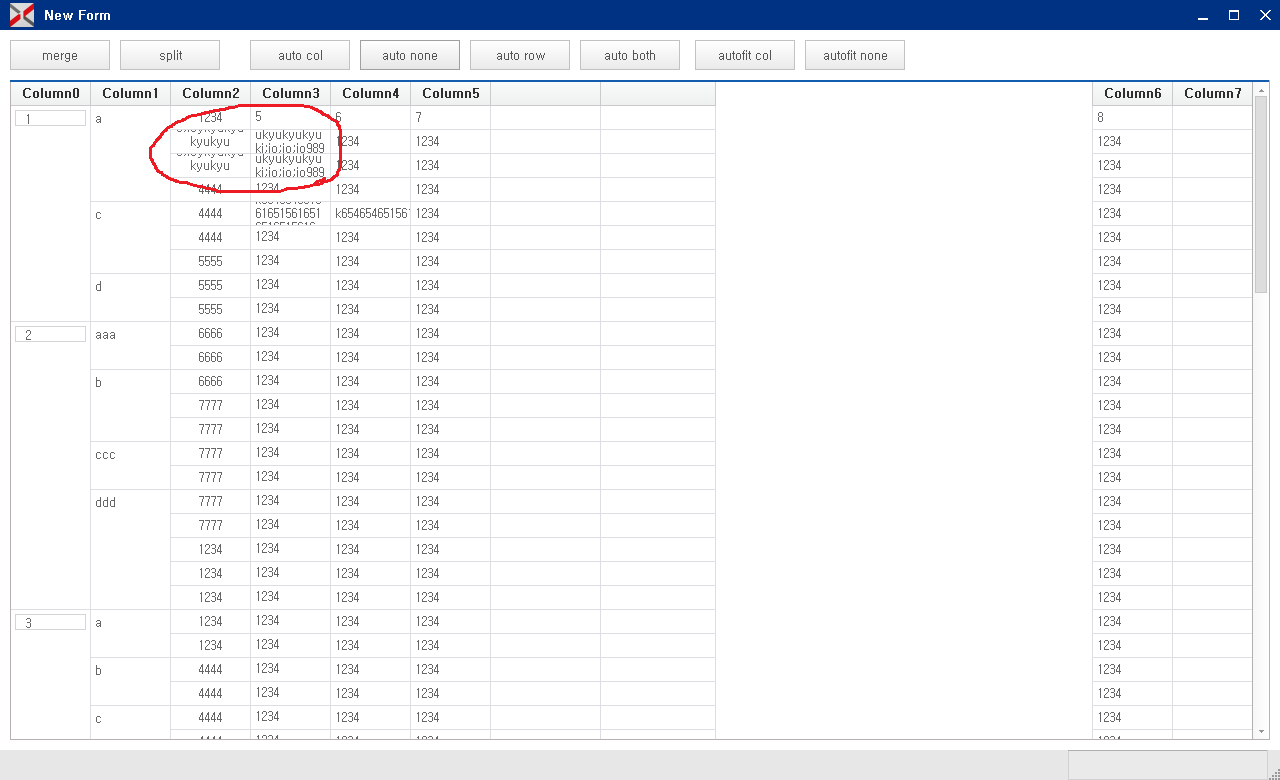 New Form
merge split auto col auto none auto row auto both autofit col autofit none
Column0 Column1 Column2 Column3 Column4 Column5 Column6 Column7
1 a 1234 5 6 7 8
kyukyu ukyukyukyu ki;io;io;io989 1234 1234 1234
kyukyu ukyukyukyu ki;io;io;io989 1234 1234 1234
4444 1234 1234 1234 1234
c 4444 61651561651 k65465465156 1234 1234
4444 1234 1234 1234 1234
5555 1234 1234 1234 1234
d 5555 1234 1234 1234 1234
5555 1234 1234 1234 1234
2 aaa 6666 1234 1234 1234 1234
6666 1234 1234 1234 1234
b 6666 1234 1234 1234 1234
7777 1234 1234 1234 1234
7777 1234 1234 1234 1234
ccc 7777 1234 1234 1234 1234
7777 1234 1234 1234 1234
ddd 7777 1234 1234 1234 1234
7777 1234 1234 1234 1234
1234 1234 1234 1234 1234
1234 1234 1234 1234 1234
1234 1234 1234 1234 1234
3 a 1234 1234 1234 1234 1234
1234 1234 1234 1234 1234
b 4444 1234 1234 1234 1234
4444 1234 1234 1234 1234
c 4444 1234 1234 1234 1234